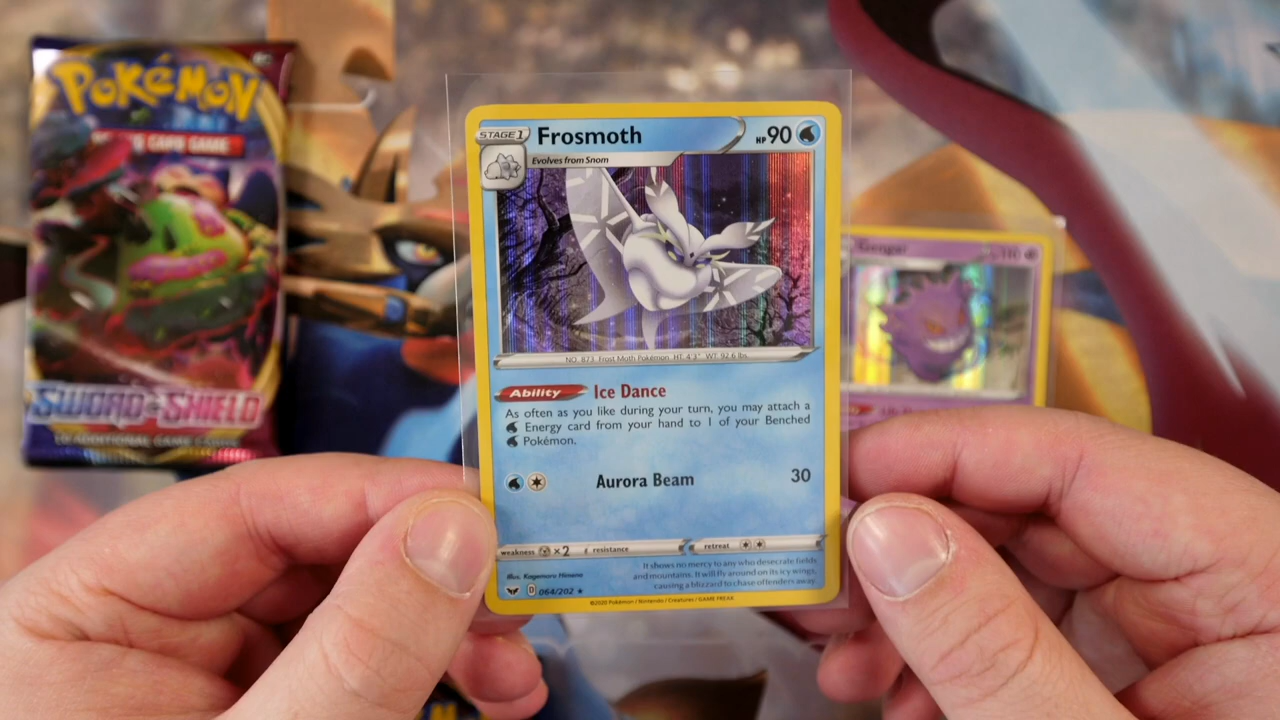 POKéMON
CARD GAME
SWORD & SHIELD
10 ADDITIONAL GAME CARDS
STAGE 1
Frosmoth
HP 90
Evolves from Snom
NO. 873 Frost Moth Pokémon HT: 4'3" WT: 92.6 lbs.
Ability Ice Dance
As often as you like during your turn, you may attach a
Energy card from your hand to 1 of your Benched
Pokémon.
Aurora Beam 30
weakness ×2 resistance retreat
It shows no mercy to any who desecrate fields
and mountains. It will fly around on its icy wings,
causing a blizzard to chase offenders away.
Illus. Kagemaru Himeno
D 064/202 ★
©2020 Pokémon / Nintendo / Creatures / GAME FREAK
Gengar